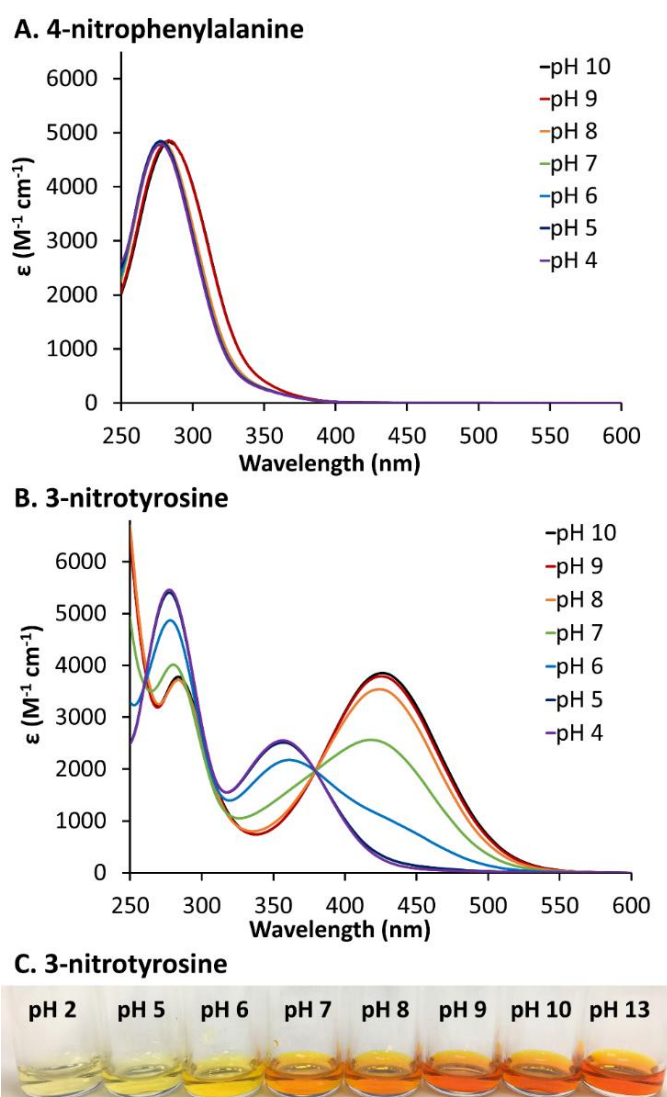 A. 4-nitrophenylalanine
6000
5000
4000
3000
2000
1000
0
ε (M⁻¹ cm⁻¹)
pH 10
pH 9
pH 8
pH 7
pH 6
pH 5
pH 4
250 300 350 400 450 500 550 600
Wavelength (nm)
B. 3-nitrotyrosine
6000
5000
4000
3000
2000
1000
0
ε (M⁻¹ cm⁻¹)
pH 10
pH 9
pH 8
pH 7
pH 6
pH 5
pH 4
250 300 350 400 450 500 550 600
Wavelength (nm)
C. 3-nitrotyrosine
pH 2 pH 5 pH 6 pH 7 pH 8 pH 9 pH 10 pH 13